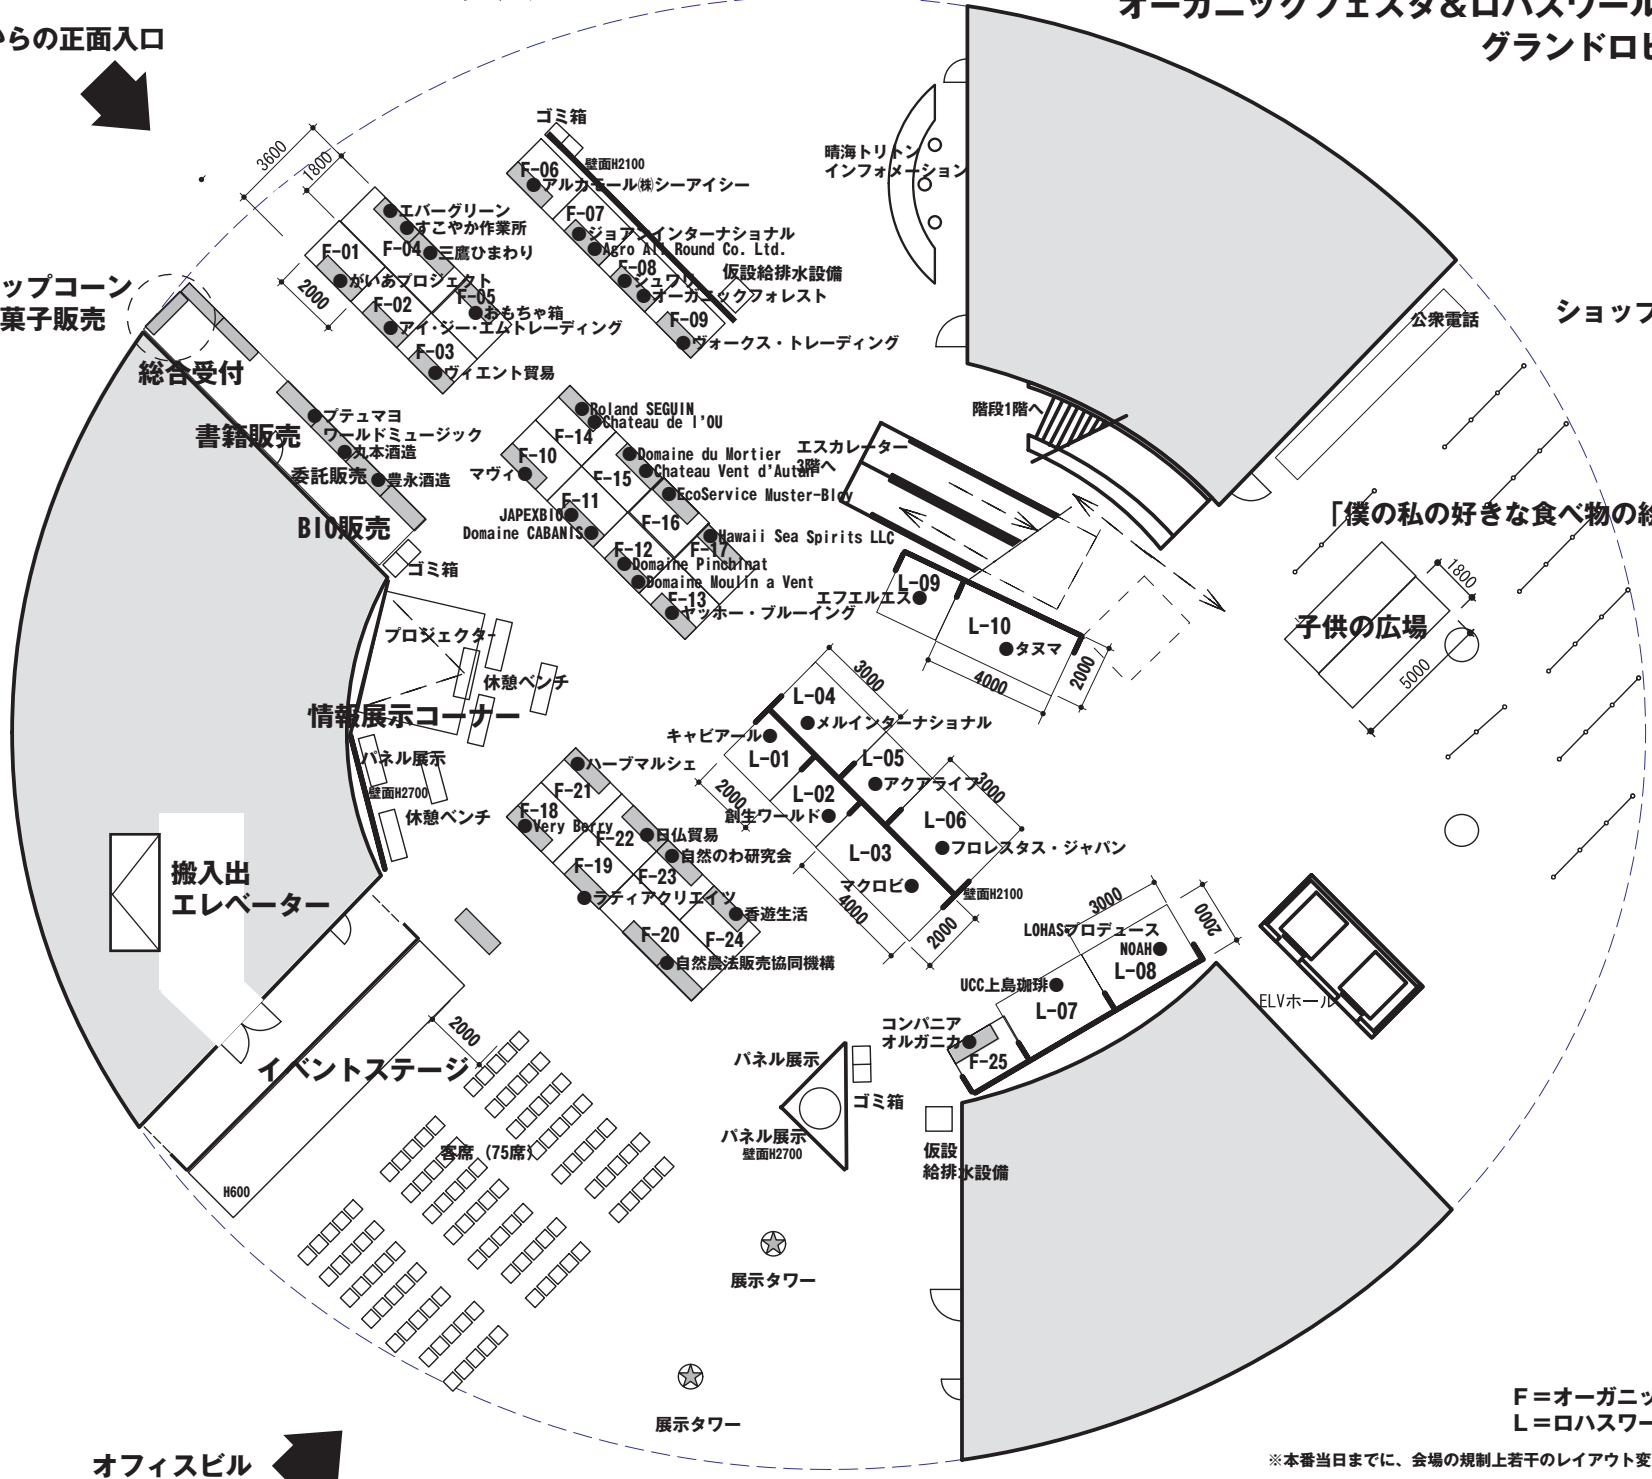 オーガニックフェスタ＆ロハスワール
グランドロビ
からの正面入口
3600
1800
2000
ゴミ箱
壁面H2100
F-06
アルカモール㈱シーアイシー
F-07
ジョアンインターナショナル
Agro All Round Co. Ltd.
F-08
シュワリ
オーガニックフォレスト
仮設給排水設備
F-09
ヴォークス・トレーディング
エバーグリーン
すこやか作業所
F-04
三鷹ひまわり
F-01
がいあプロジェクト
F-05
おもちゃ箱
F-02
アイ・ジー・エムトレーディング
F-03
ヴィエント貿易
晴海トリトン
インフォメーション
ップコーン
菓子販売
総合受付
書籍販売
プテュマヨ
ワールドミュージック
丸本酒造
委託販売
豊永酒造
BIO販売
ゴミ箱
Roland SEGUIN
Chateau de l'OU
F-14
F-10
マヴィ
Domaine du Mortier
Chateau Vent d'Autan
F-15
EcoService Muster-Bloy
F-11
JAPEXBIO
Domaine CABANIS
F-16
Hawaii Sea Spirits LLC
F-17
F-12
Domaine Pinchinat
Domaine Moulin a Vent
F-13
ヤッホー・ブルーイング
エスカレーター
3階へ
階段1階へ
公衆電話
ショップ
「僕の私の好きな食べ物の絵
子供の広場
1800
5000
L-09
エフエルエス
L-10
タヌマ
4000
2000
プロジェクター
休憩ベンチ
情報展示コーナー
パネル展示
壁面H2700
休憩ベンチ
搬入出
エレベーター
L-04
3000
メルインターナショナル
キャビアール
L-01
L-05
アクアライフ
3000
2000
L-02
創生ワールド
L-06
フロレスタス・ジャパン
L-03
マクロビ
壁面H2100
4000
2000
ハーブマルシェ
F-21
F-18
Very Berry
F-22
日仏貿易
F-19
自然のわ研究会
F-23
ラティアクリエイツ
香遊生活
F-20
F-24
自然農法販売協同機構
3000
2000
LOHASプロデュース
NOAH
L-08
UCC上島珈琲
L-07
コンパニア
オルガニカ
F-25
ELVホール
2000
イベントステージ
H600
客席（75席）
パネル展示
ゴミ箱
パネル展示
壁面H2700
仮設
給排水設備
展示タワー
展示タワー
オフィスビル
F＝オーガニッ
L＝ロハスワー
※本番当日までに、会場の規制上若干のレイアウト変